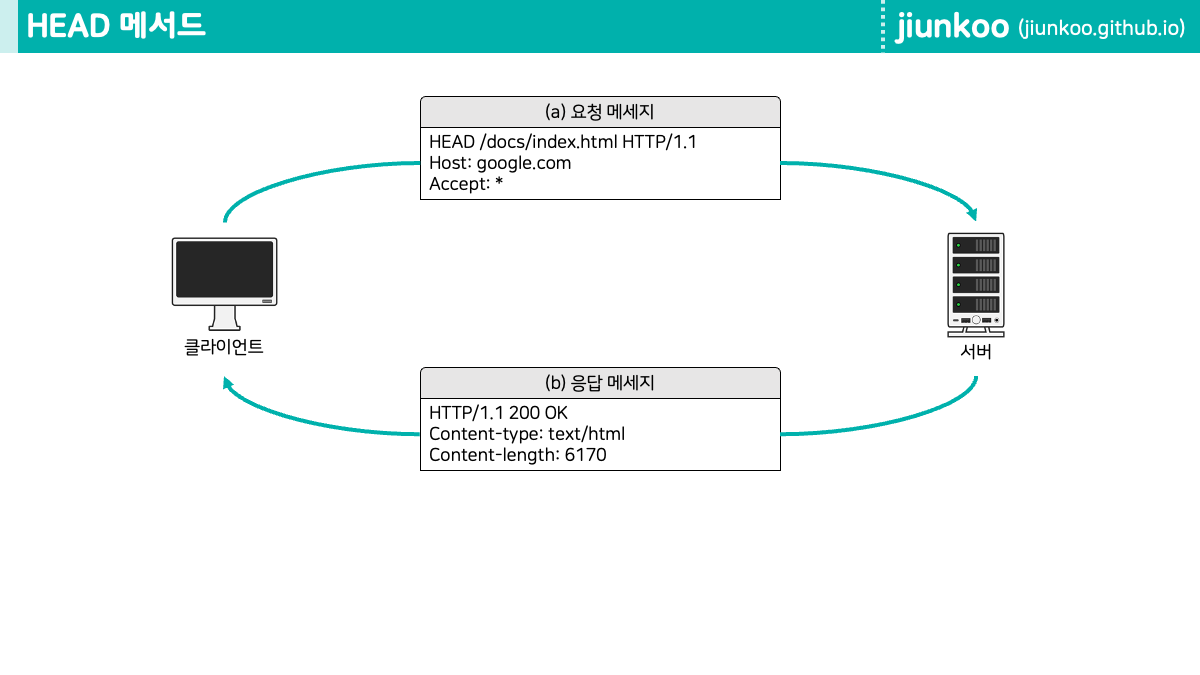 HEAD 메서드
jiunkoo (jiunkoo.github.io)
(a) 요청 메세지
HEAD /docs/index.html HTTP/1.1
Host: google.com
Accept: *
클라이언트
서버
(b) 응답 메세지
HTTP/1.1 200 OK
Content-type: text/html
Content-length: 6170